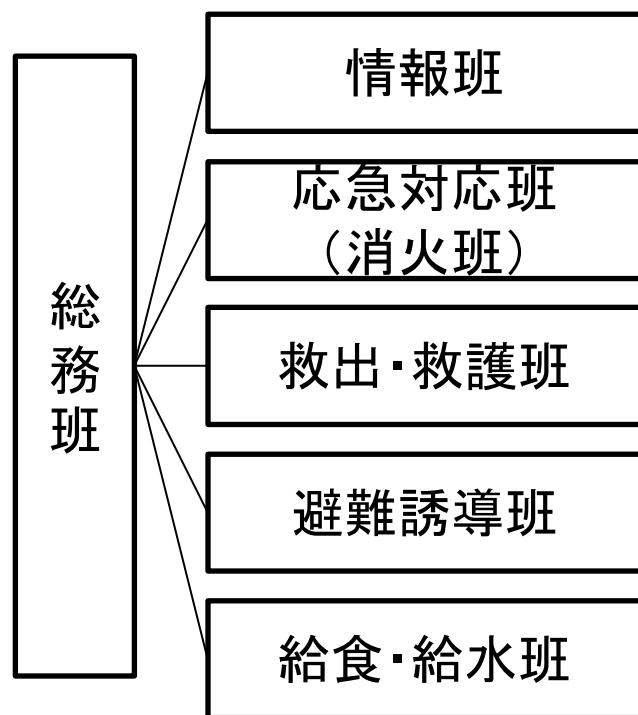 総務班
情報班
応急対応班
（消火班）
救出・救護班
避難誘導班
給食・給水班